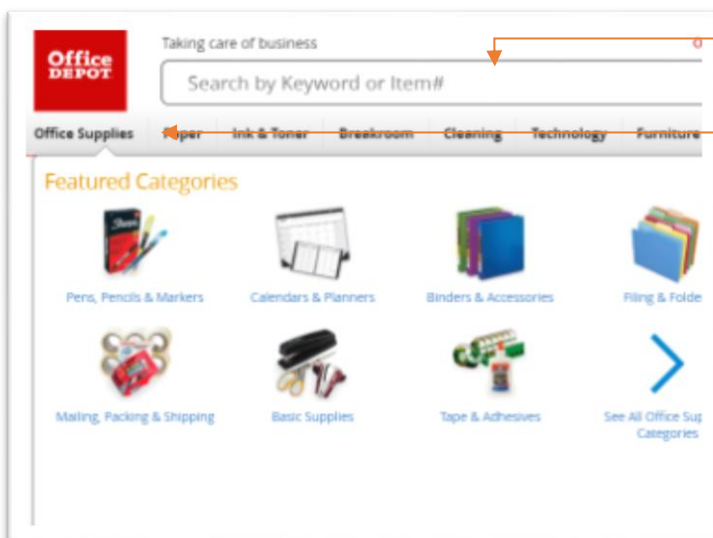 Office
DEPOT
Taking care of business
Search by Keyword or Item#
Office Supplies Paper Ink & Toner Breakroom Cleaning Technology Furniture
Featured Categories
Pens, Pencils & Markers Calendars & Planners Binders & Accessories Filing & Folde
Mailing, Packing & Shipping Basic Supplies Tape & Adhesives See All Office Sup
Categories